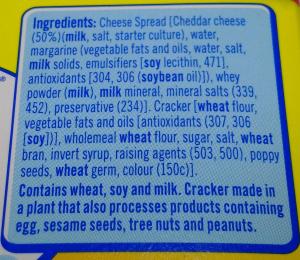 Ingredients: Cheese Spread [Cheddar cheese
(50%)(milk, salt, starter culture), water,
margarine (vegetable fats and oils, water, salt,
milk solids, emulsifiers [soy lecithin, 471],
antioxidants [304, 306 (soybean oil)]), whey
powder (milk), milk mineral, mineral salts (339,
452), preservative (234)]. Cracker [wheat flour,
vegetable fats and oils [antioxidants (307, 306
[soy])], wholemeal wheat flour, sugar, salt, wheat
bran, invert syrup, raising agents (503, 500), poppy
seeds, wheat germ, colour (150c)].
Contains wheat, soy and milk. Cracker made in
a plant that also processes products containing
egg, sesame seeds, tree nuts and peanuts.